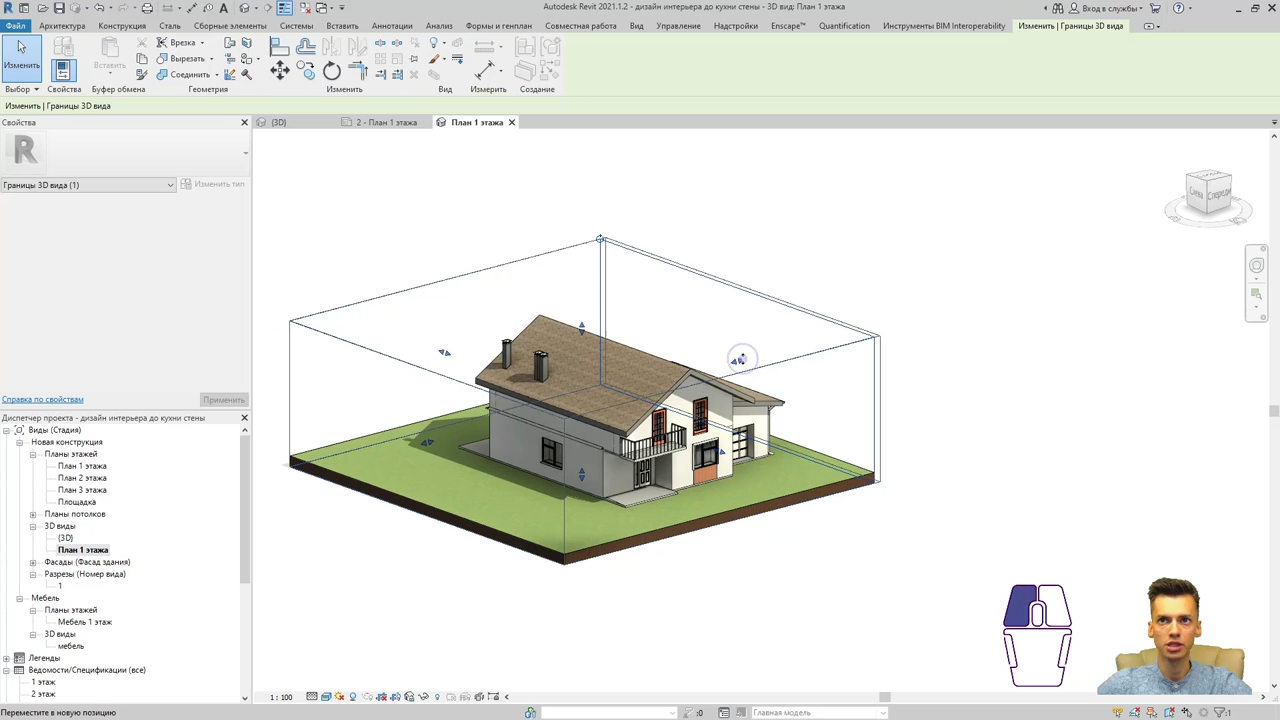 Autodesk Revit 2021.1.2 - дизайн интерьера до кухни стены - 3D вид: План 1 этажа
Вход в службы
Файл Архитектура Конструкция Сталь Сборные элементы Системы Вставить Аннотации Анализ Формы и генплан Совместная работа Вид Управление Надстройки Enscape™ Quantification Инструменты BIM Interoperability Изменить | Границы 3D вида
Изменить Вставить Врезка Вырезать Соединить
Выбор Свойства Буфер обмена Геометрия Изменить Вид Измерить Создание
Изменить | Границы 3D вида
Свойства
{3D} 2 - План 1 этажа План 1 этажа
R
Границы 3D вида (1) Изменить тип
Слева Спереди
Справка по свойствам Применить
Диспетчер проекта - дизайн интерьера до кухни стены
Виды (Стадия)
Новая конструкция
Планы этажей
План 1 этажа
План 2 этажа
План 3 этажа
Площадка
Планы потолков
3D виды
{3D}
План 1 этажа
Фасады (Фасад здания)
Разрезы (Номер вида)
1
Мебель
Планы этажей
Мебель 1 этаж
3D виды
мебель
Легенды
Ведомости/Спецификации (все)
1 этаж
2 этаж
1 : 100
Переместите в новую позицию :0 Главная модель :1